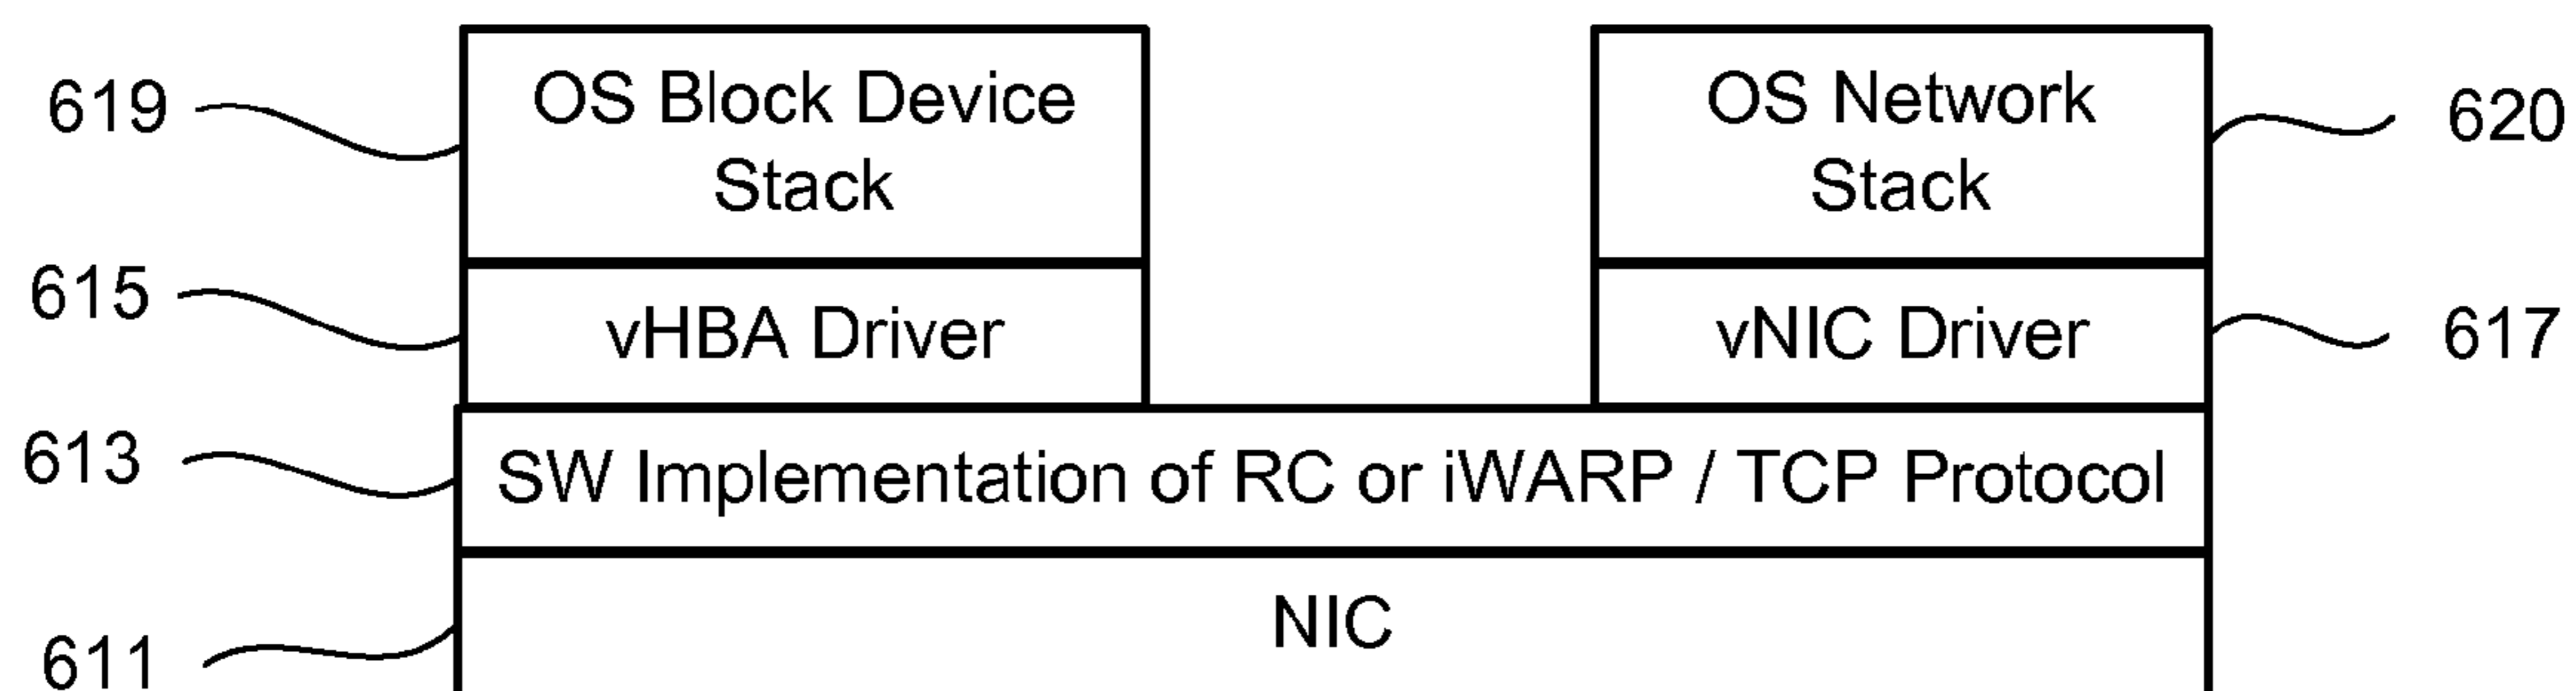 619
OS Block Device
Stack
OS Network
Stack
620
615
vHBA Driver
vNIC Driver
617
613
SW Implementation of RC or iWARP / TCP Protocol
611
NIC